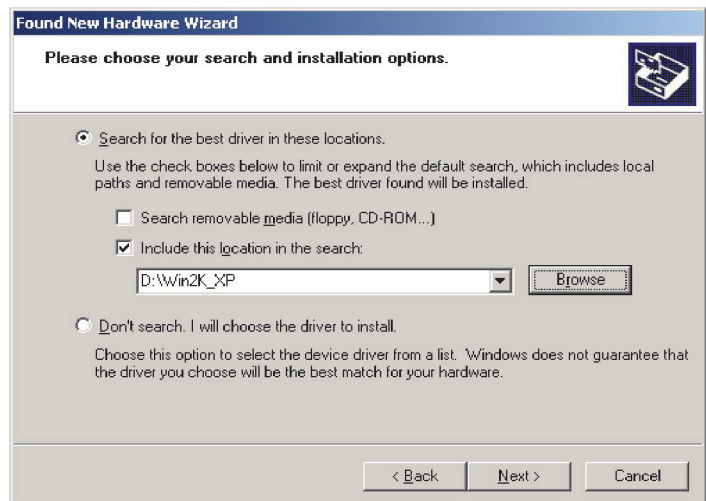 Found New Hardware Wizard
Please choose your search and installation options.
Search for the best driver in these locations.
Use the check boxes below to limit or expand the default search, which includes local
paths and removable media. The best driver found will be installed.
Search removable media (floppy, CD-ROM...)
Include this location in the search:
D:\Win2K_XP
Browse
Don't search. I will choose the driver to install.
Choose this option to select the device driver from a list. Windows does not guarantee that
the driver you choose will be the best match for your hardware.
< Back
Next >
Cancel